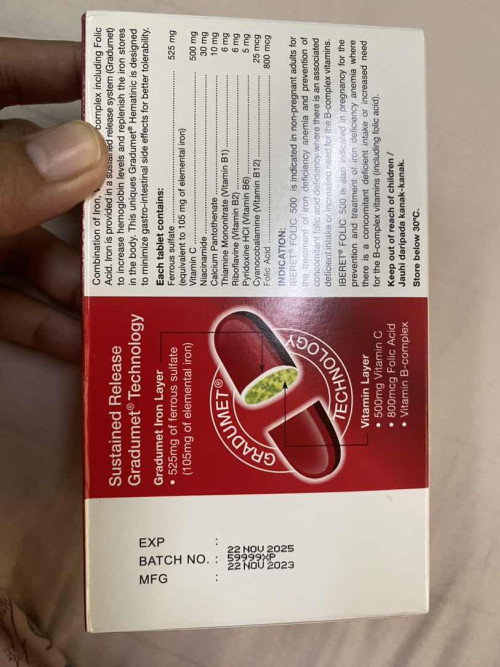 Combination of Iron, Complex including Folic
Acid. Iron is provided in a sustained release system (Gradumet)
to increase hemoglobin levels and replenish the iron stores
in the body. This uniques Gradumet® Hematinic is designed
to minimize gastro-intestinal side effects for better tolerability.
Each tablet contains:
Ferrous sulfate 525 mg
(equivalent to 105 mg of elemental iron)
Vitamin C 500 mg
Niacinamide 30 mg
Calcium Pantothenate 10 mg
Thiamine Mononitrate (Vitamin B1) 6 mg
Riboflavine (Vitamin B2) 6 mg
Pyridoxine HCl (Vitamin B6) 5 mg
Cyanocobalamine (Vitamin B12) 25 mcg
Folic Acid 800 mcg
INDICATION:
IBERET® FOLIC 500 is indicated in non-pregnant adults for
the treatment of iron deficiency anemia and prevention of
concomitant folic acid deficiency where there is an associated
deficient intake or increased need for the B-complex vitamins.
IBERET® FOLIC 500 is also indicated in pregnancy for the
prevention and treatment of iron deficiency anemia where
there is a concomitant deficient intake or increased need
for the B-complex vitamins (including folic acid).
Keep out of reach of children /
Jauhi daripada kanak-kanak.
Store below 30°C.
Sustained Release
Gradumet® Technology
Gradumet Iron Layer
• 525mg of ferrous sulfate
(105mg of elemental iron)
GRADUMET®
TECHNOLOGY
Vitamin Layer
• 500mg Vitamin C
• 800mcg Folic Acid
• Vitamin B-complex
EXP : 22 NOV 2025
BATCH NO. : 59999XP
MFG : 22 NOV 2023